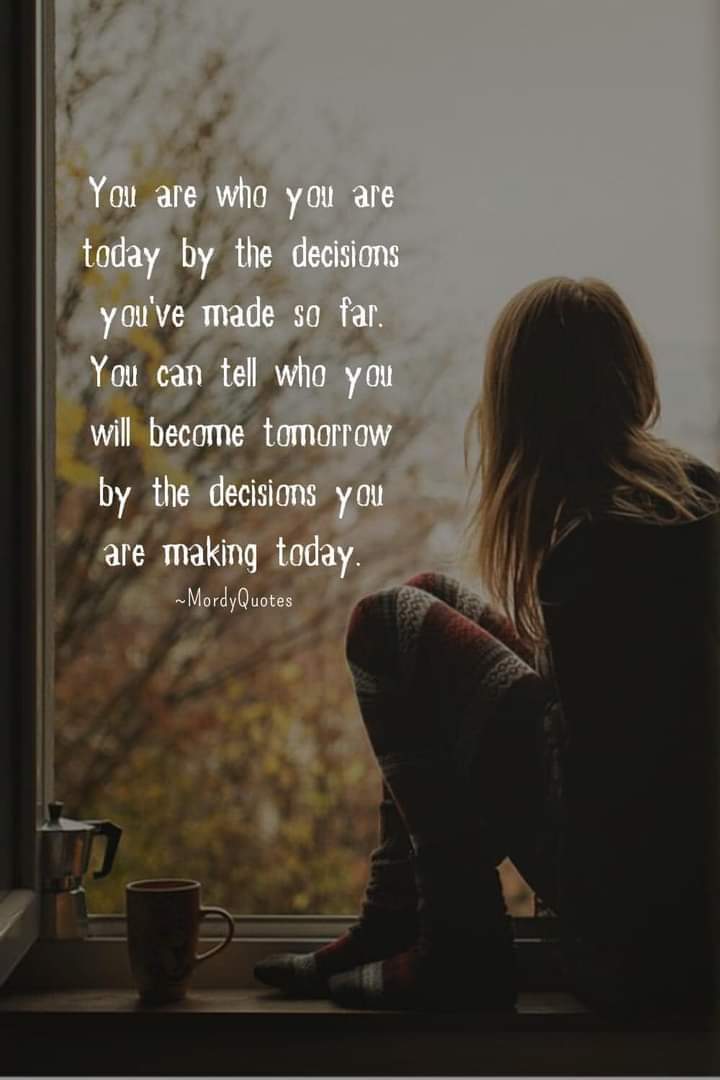 You are who you are
today by the decisions
you've made so far.
You can tell who you
will become tomorrow
by the decisions you
are making today.
~MordyQuotes